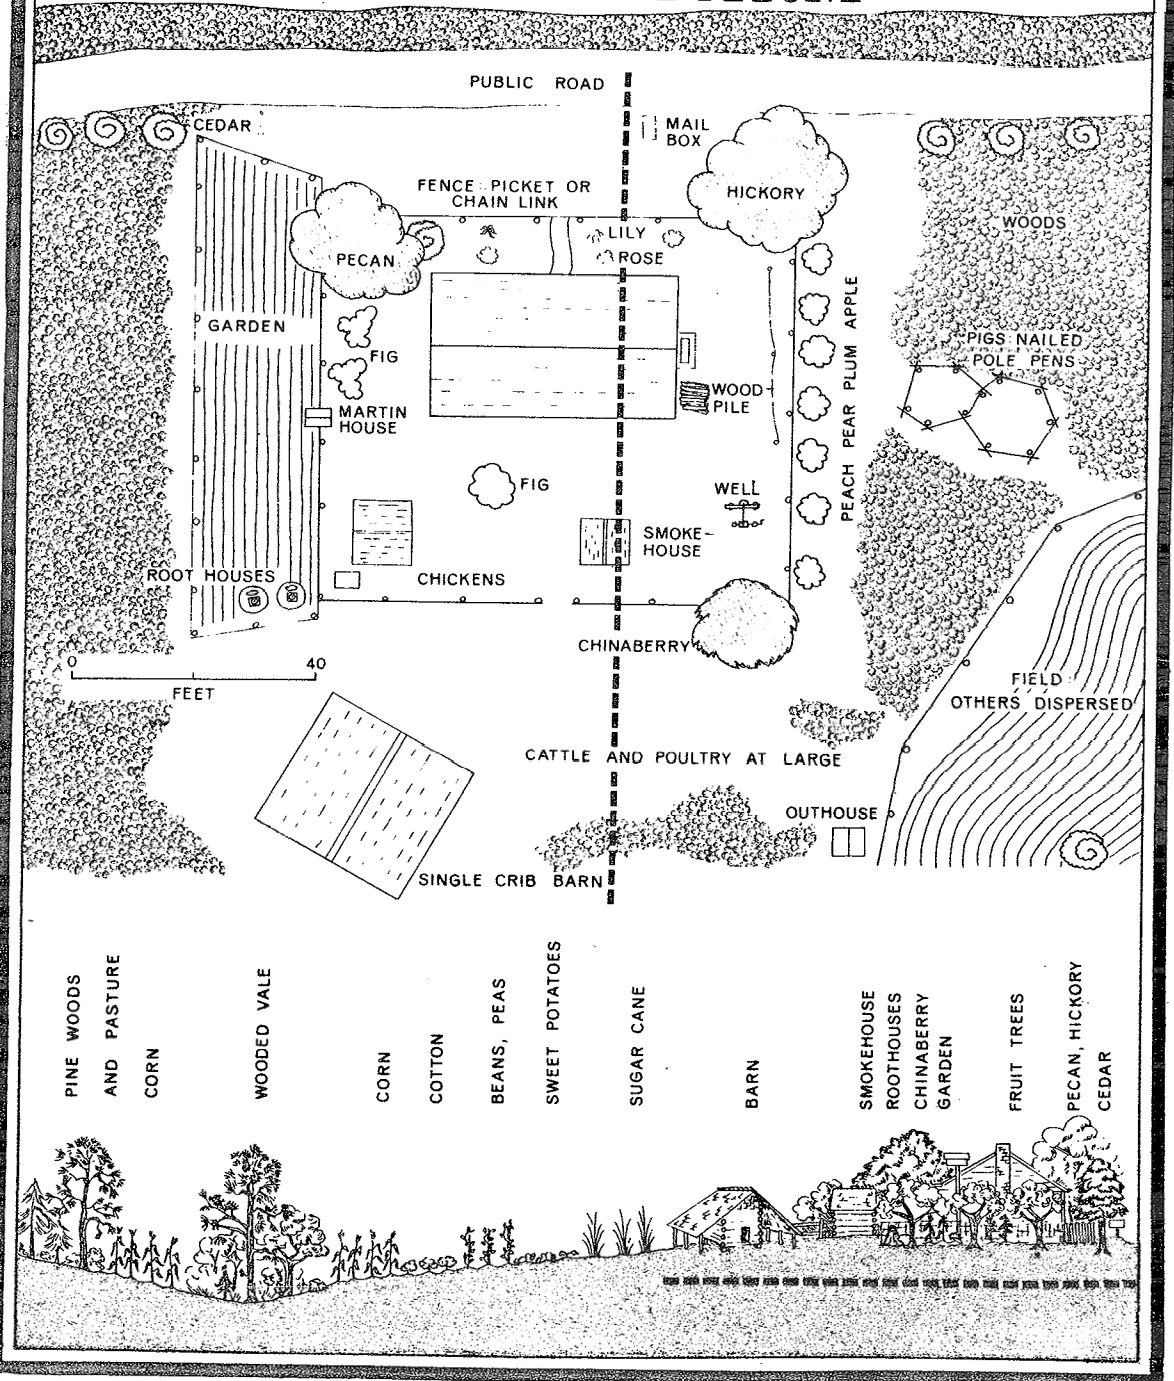 PUBLIC ROAD
CEDAR
MAIL
BOX
FENCE PICKET OR
CHAIN LINK
HICKORY
WOODS
LILY
ROSE
PECAN
GARDEN
FIG
PEACH PEAR PLUM APPLE
PIGS NAILED
POLE PENS
WOOD
PILE
MARTIN
HOUSE
FIG
WELL
SMOKE-
HOUSE
ROOT HOUSES
CHICKENS
CHINABERRY
0 40
FEET
FIELD
OTHERS DISPERSED
CATTLE AND POULTRY AT LARGE
OUTHOUSE
SINGLE CRIB BARN
PINE WOODS
AND PASTURE
CORN
WOODED VALE
CORN
COTTON
BEANS, PEAS
SWEET POTATOES
SUGAR CANE
BARN
SMOKEHOUSE
ROOTHOUSES
CHINABERRY
GARDEN
FRUIT TREES
PECAN, HICKORY
CEDAR